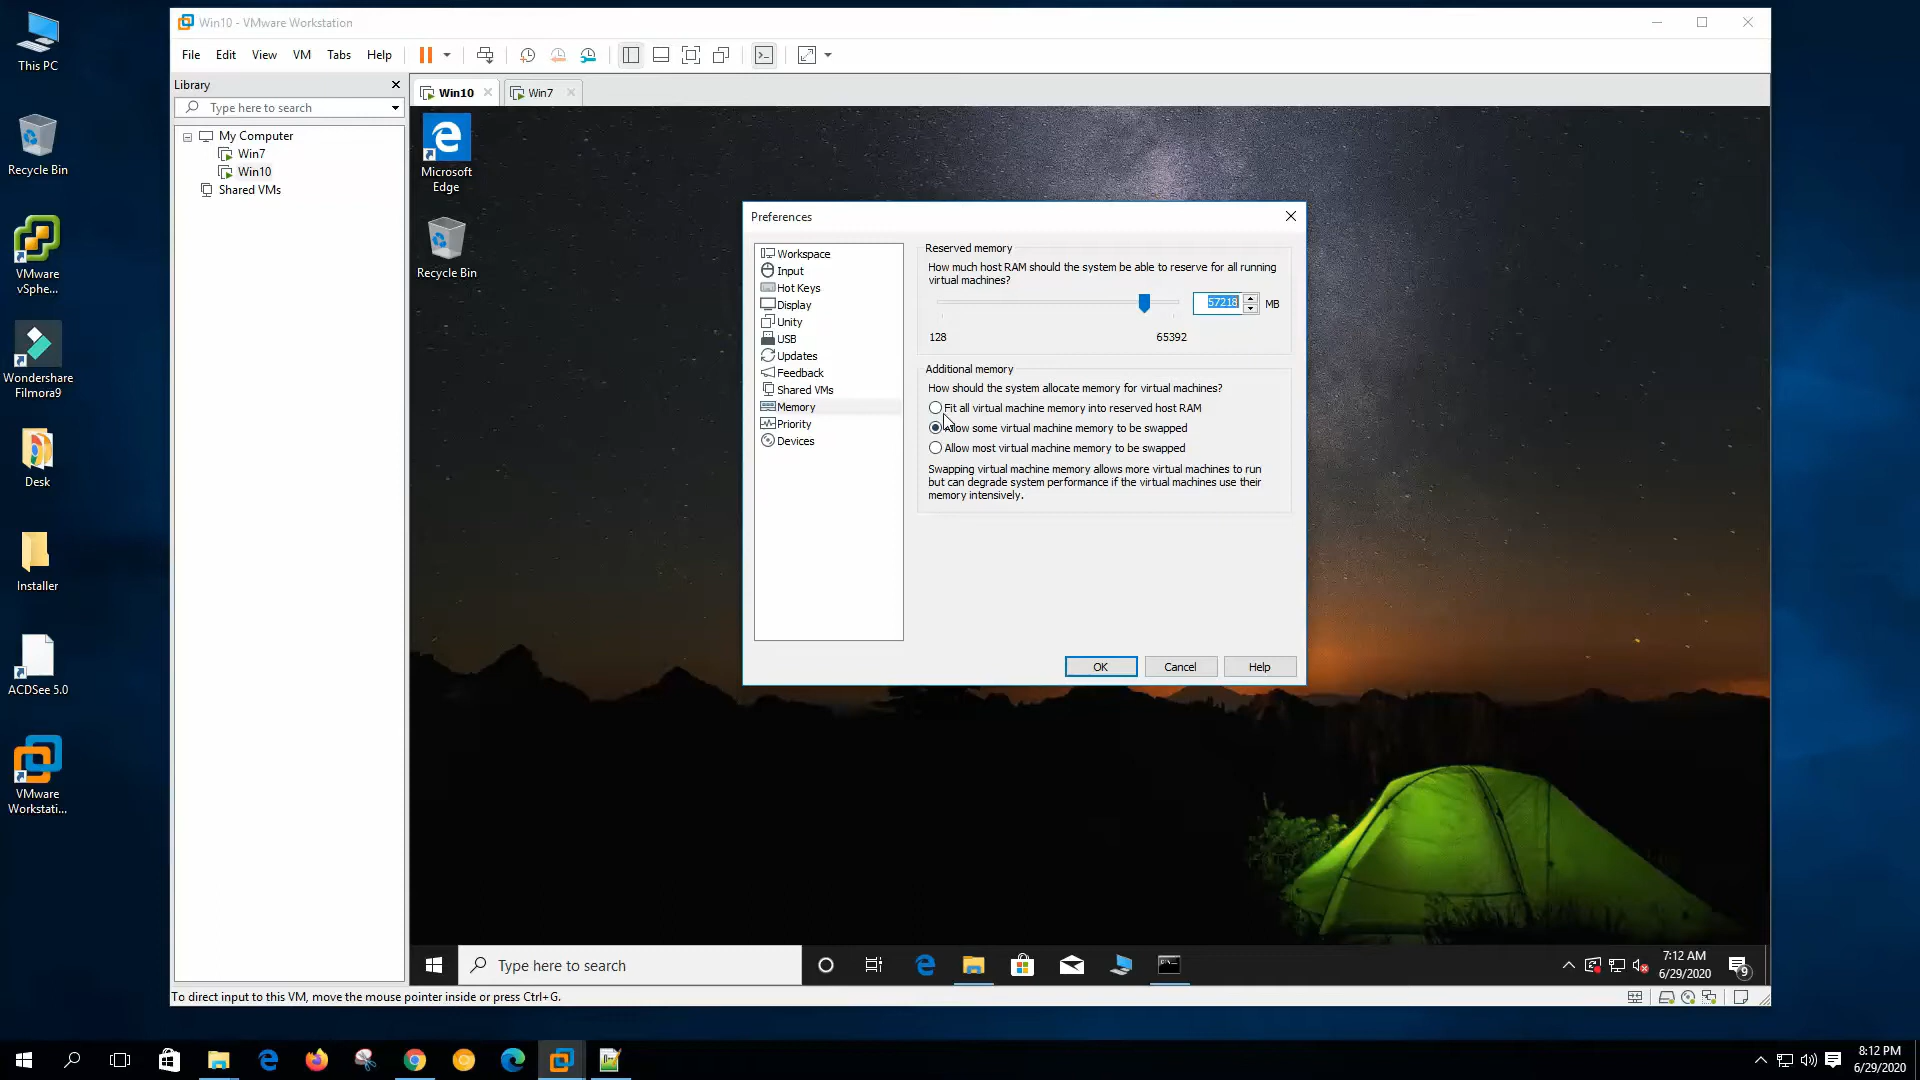 This PC
Recycle Bin
VMware
vSphe...
Wondershare
Filmora9
Desk
Installer
ACDSee 5.0
VMware
Workstati...
Win10 - VMware Workstation
File Edit View VM Tabs Help
Library
Type here to search
My Computer
Win7
Win10
Shared VMs
Win10
Win7
Microsoft
Edge
Recycle Bin
Preferences
Workspace
Input
Hot Keys
Display
Unity
USB
Updates
Feedback
Shared VMs
Memory
Priority
Devices
Reserved memory
How much host RAM should the system be able to reserve for all running
virtual machines?
57218 MB
128 65392
Additional memory
How should the system allocate memory for virtual machines?
Fit all virtual machine memory into reserved host RAM
Allow some virtual machine memory to be swapped
Allow most virtual machine memory to be swapped
Swapping virtual machine memory allows more virtual machines to run
but can degrade system performance if the virtual machines use their
memory intensively.
OK Cancel Help
Type here to search
7:12 AM
6/29/2020
9
To direct input to this VM, move the mouse pointer inside or press Ctrl+G.
8:12 PM
6/29/2020